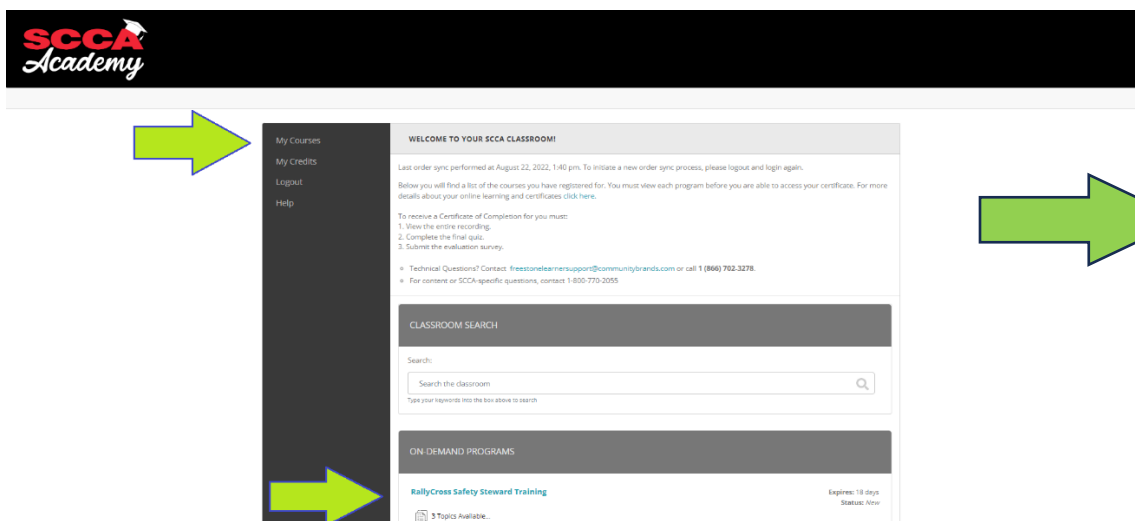 SCCA
Academy
My Courses
My Credits
Logout
Help
WELCOME TO YOUR SCCA CLASSROOM!
Last order sync performed at August 22, 2022, 1:40 pm. To initiate a new order sync process, please logout and login again.
Below you will find a list of the courses you have registered for. You must view each program before you are able to access your certificate. For more
details about your online learning and certificates click here.
To receive a Certificate of Completion for you must:
1. View the entire recording.
2. Complete the final quiz.
3. Submit the evaluation survey.
Technical Questions? Contact freestonelearnersupport@communitybrands.com or call 1 (866) 702-3278.
For content or SCCA-specific questions, contact 1-800-770-2055
CLASSROOM SEARCH
Search:
Search the classroom
Type your keywords into the box above to search
ON-DEMAND PROGRAMS
RallyCross Safety Steward Training
Expires: 18 days
Status: New
5 Topics Available...